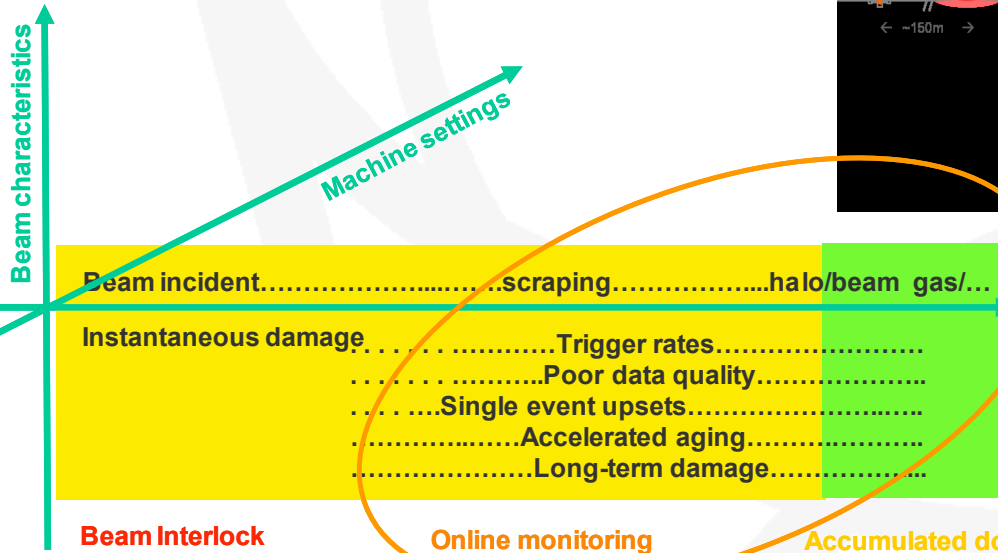 ~150m
Beam characteristics
Machine settings
Beam incident………………....…….scraping……………....halo/beam gas/…
Instantaneous damage
. . . . . . . …………Trigger rates……………………
. . . . . . . ………..Poor data quality………………..
. . . . ….Single event upsets…………………..…..
…………..……Accelerated aging………..………..
…………………Long-term damage……………...
Beam Interlock
Online monitoring
Accumulated